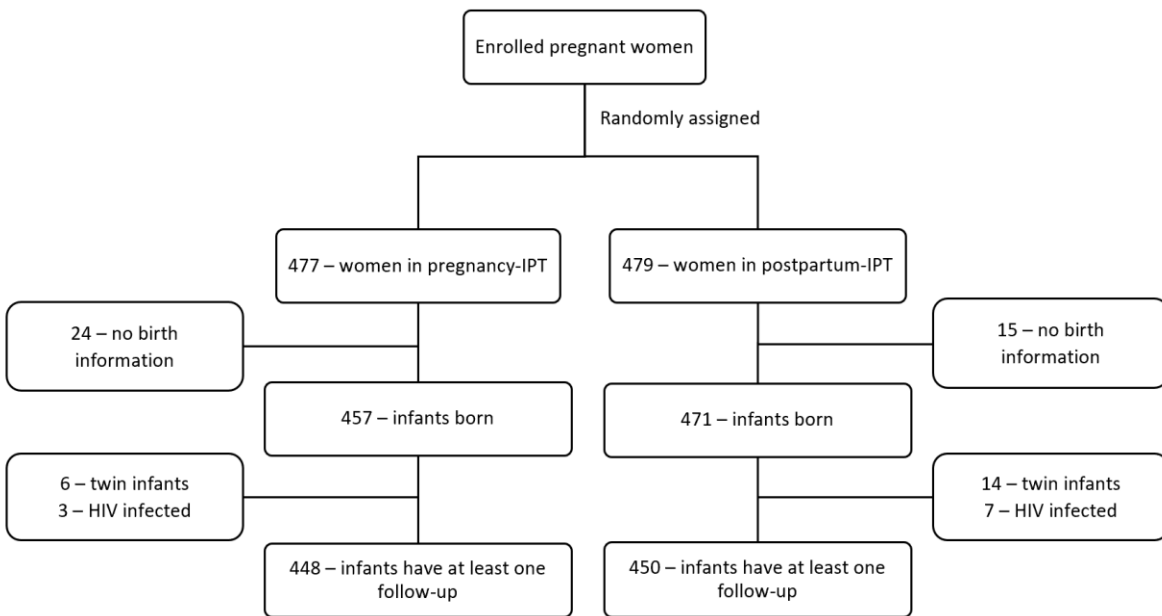 Enrolled pregnant women
Randomly assigned
477 – women in pregnancy-IPT
479 – women in postpartum-IPT
24 – no birth
information
15 – no birth
information
457 – infants born
471 – infants born
6 – twin infants
3 – HIV infected
14 – twin infants
7 – HIV infected
448 – infants have at least one
follow-up
450 – infants have at least one
follow-up